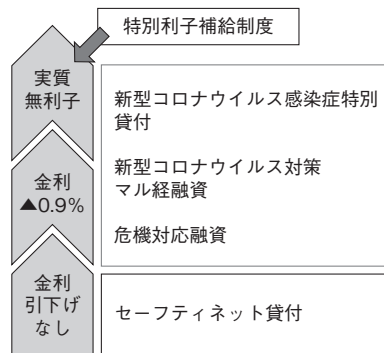 特別利子補給制度
実質
無利子
新型コロナウイルス感染症特別
貸付
新型コロナウイルス対策
マル経融資
危機対応融資
金利
▲0.9%
金利
引下げ
なし
セーフティネット貸付